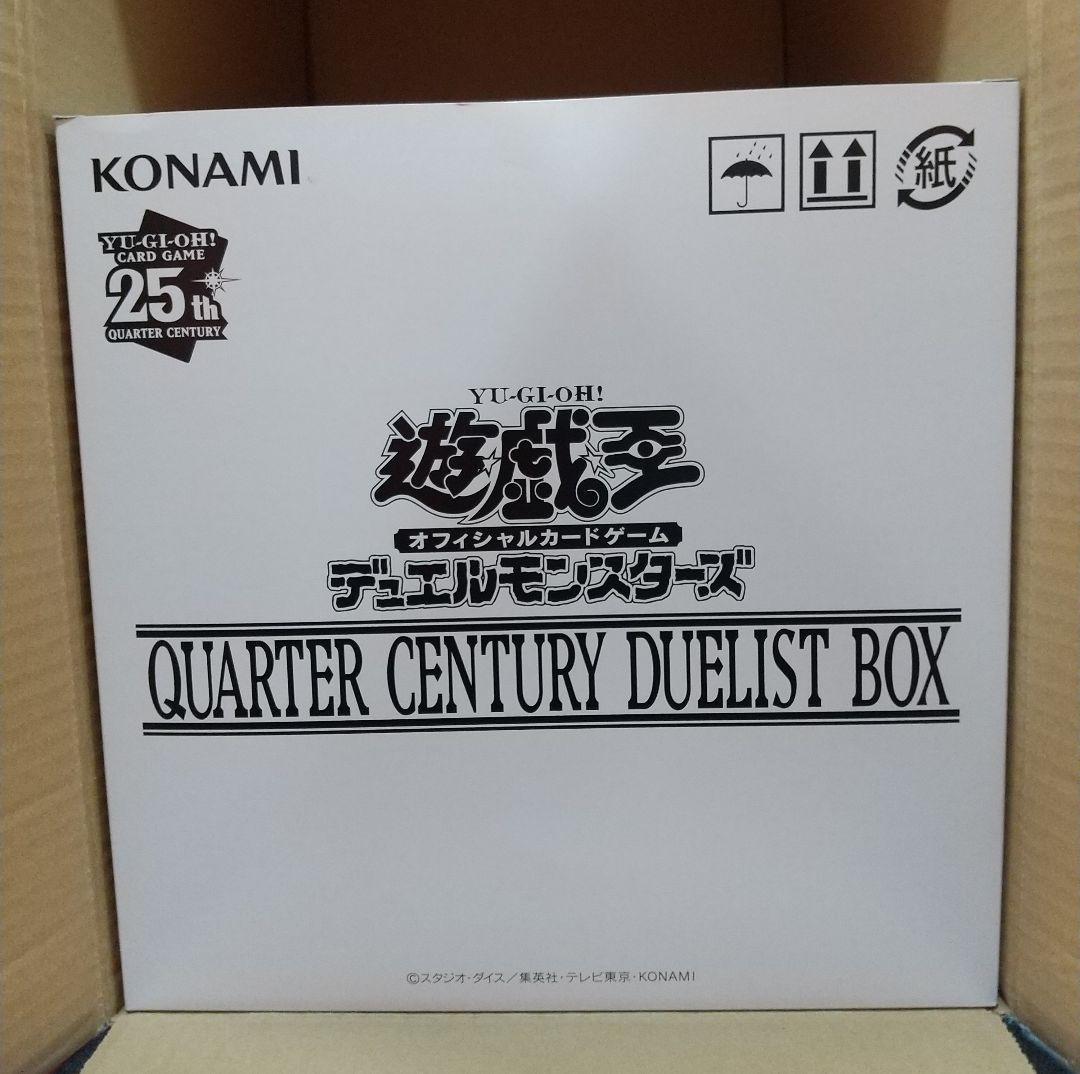 KONAMI
紙
YU-GI-OH!
CARD GAME
25th
QUARTER CENTURY
YU-GI-OH!
遊戯王
オフィシャルカードゲーム
デュエルモンスターズ
QUARTER CENTURY DUELIST BOX
©スタジオ・ダイス／集英社・テレビ東京・KONAMI